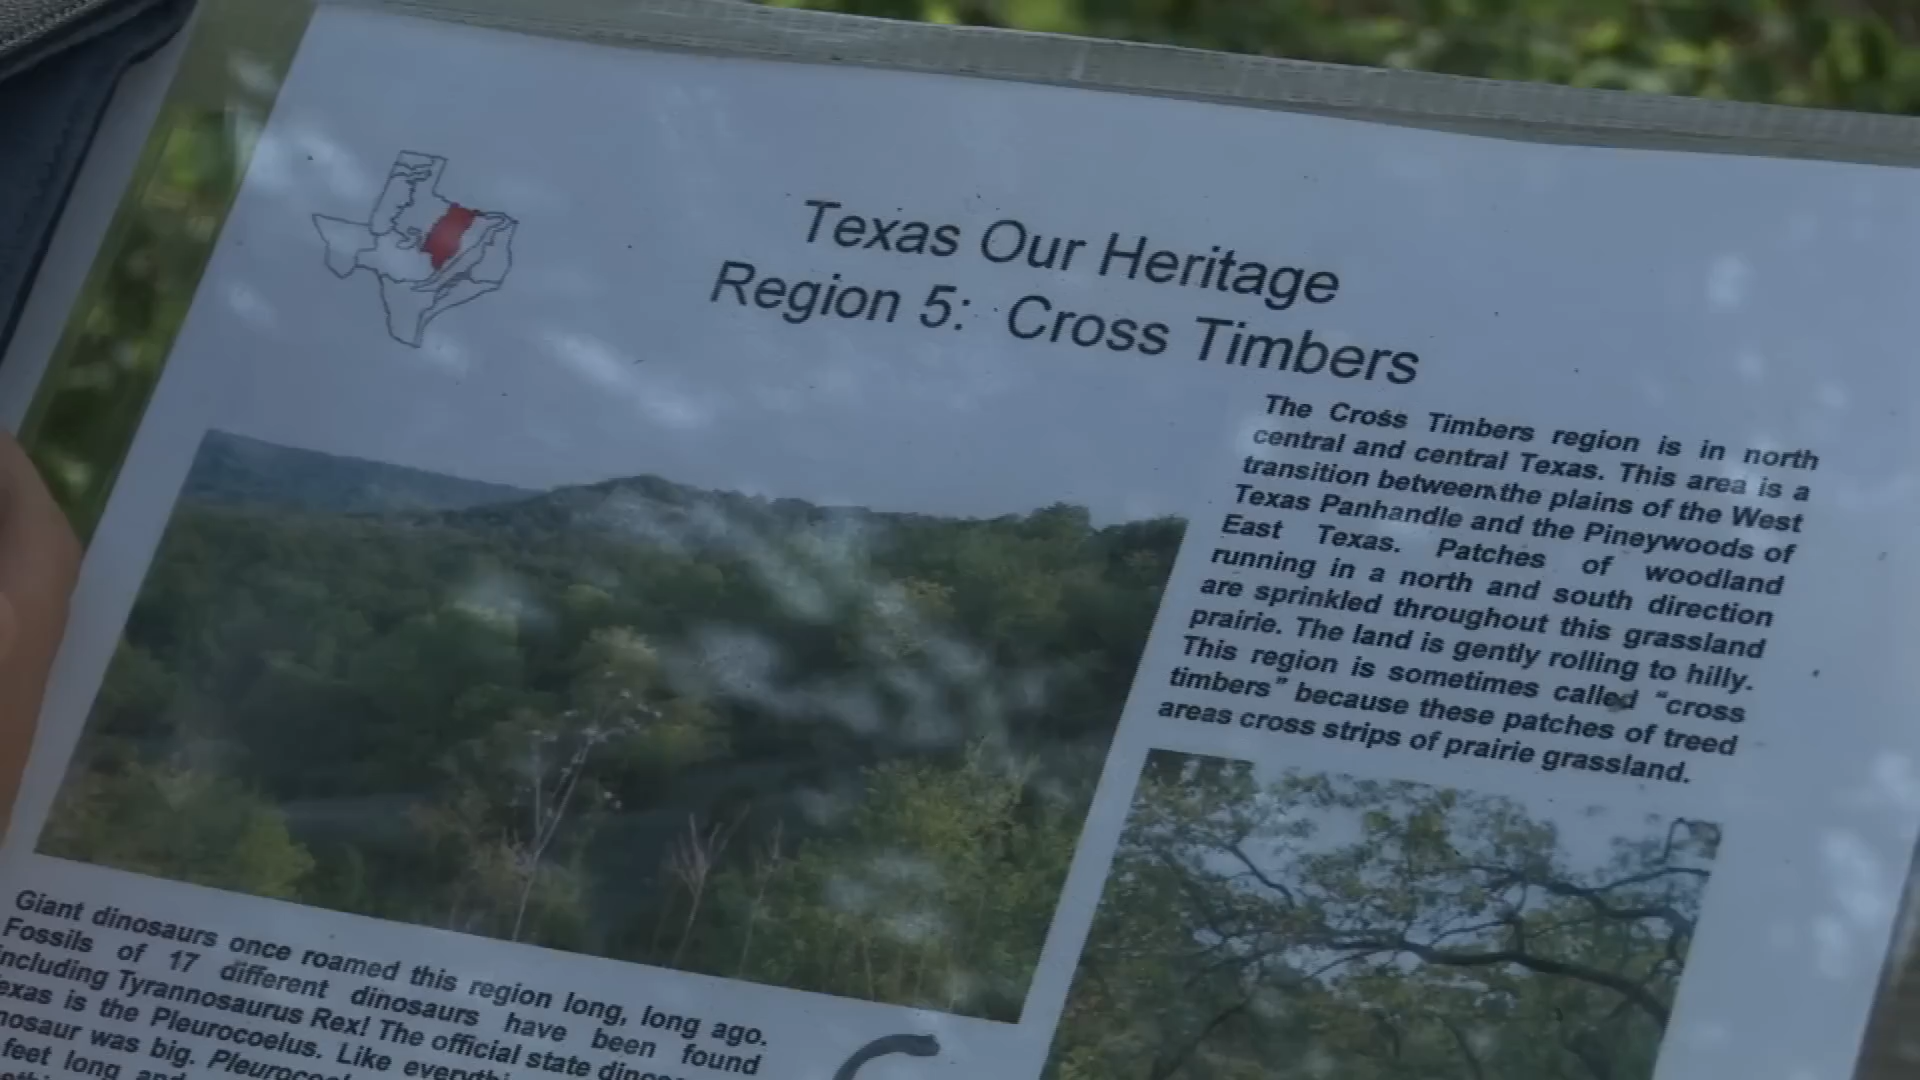 Texas Our Heritage
Region 5: Cross Timbers
The Cross Timbers region is in north
central and central Texas. This area is a
transition between the plains of the West
Texas Panhandle and the Pineywoods of
East Texas. Patches of woodland
running in a north and south direction
are sprinkled throughout this grassland
prairie. The land is gently rolling to hilly.
This region is sometimes called “cross
timbers” because these patches of treed
areas cross strips of prairie grassland.
Giant dinosaurs once roamed this region long, long ago.
Fossils of 17 different dinosaurs have been found
including Tyrannosaurus Rex! The official state
is the Pleurocoelus. Like
was big.
feet long and